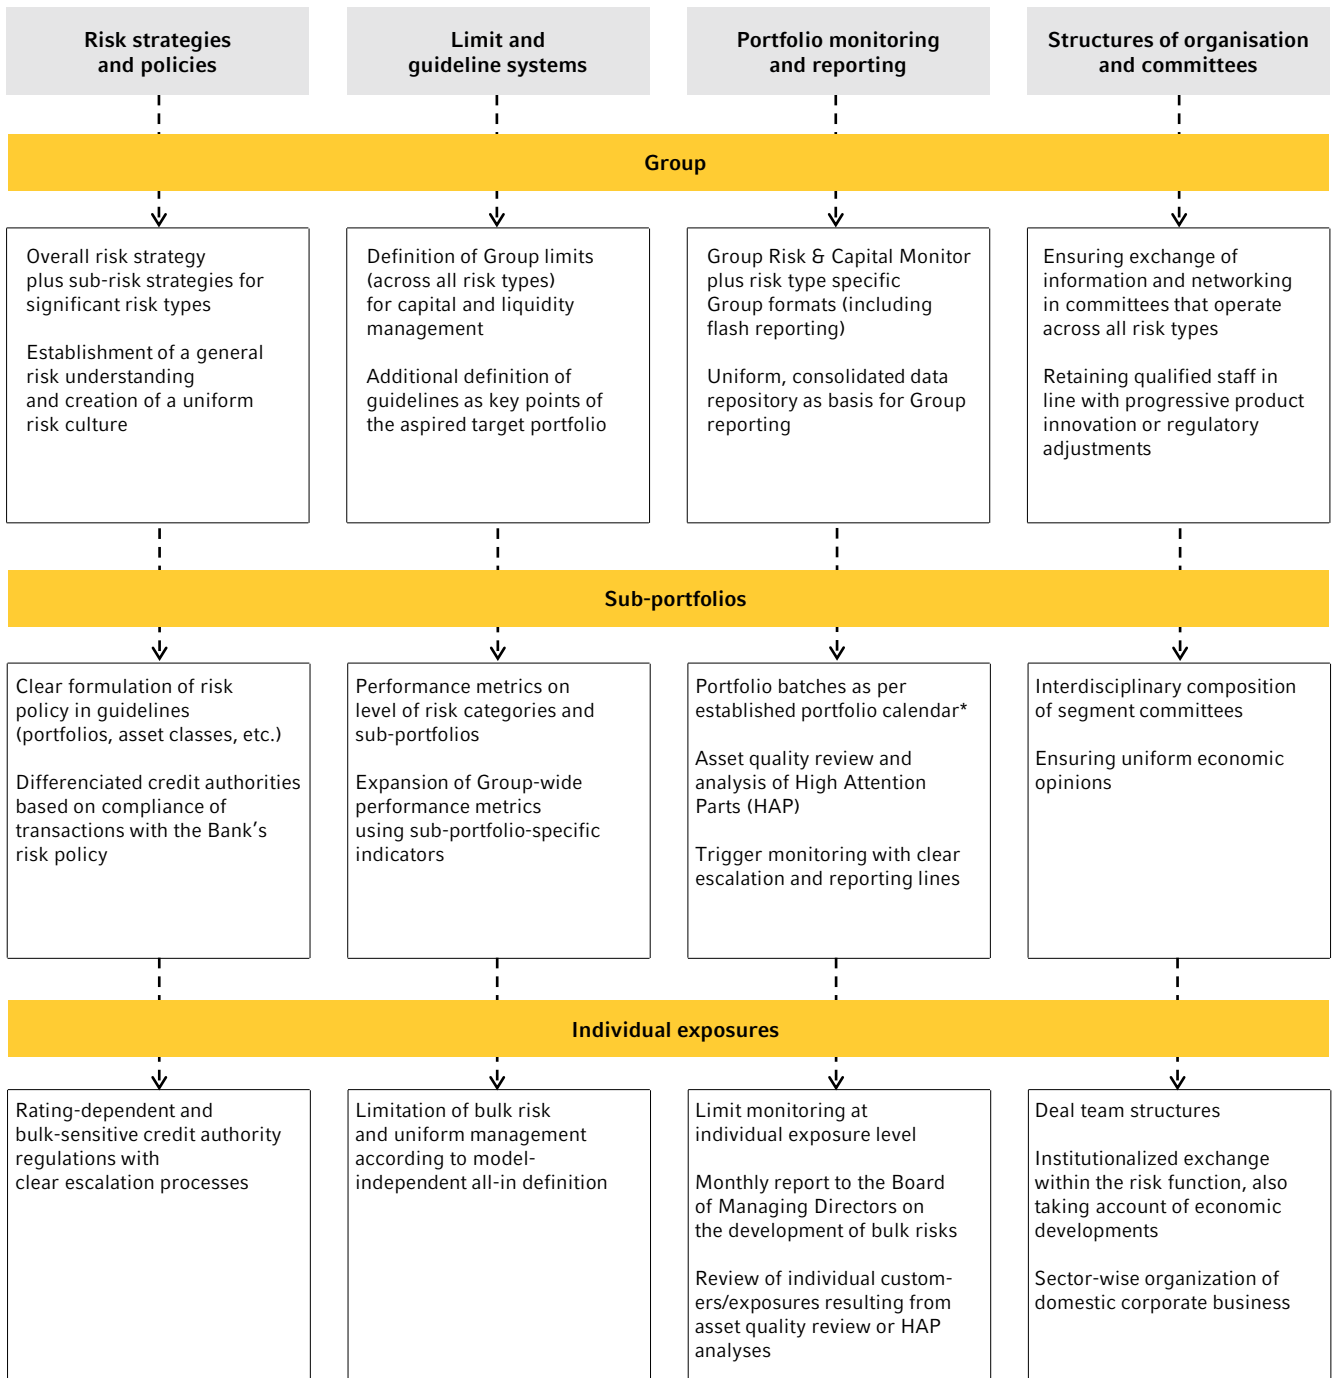 Risk strategies
and policies
Limit and
guideline systems
Portfolio monitoring
and reporting
Structures of organisation
and committees
Group
Overall risk strategy
plus sub-risk strategies for
significant risk types
Establishment of a general
risk understanding
and creation of a uniform
risk culture
Definition of Group limits
(across all risk types)
for capital and liquidity
management
Additional definition of
guidelines as key points of
the aspired target portfolio
Group Risk & Capital Monitor
plus risk type specific
Group formats (including
flash reporting)
Uniform, consolidated data
repository as basis for Group
reporting
Ensuring exchange of
information and networking
in committees that operate
across all risk types
Retaining qualified staff in
line with progressive product
innovation or regulatory
adjustments
Sub-portfolios
Clear formulation of risk
policy in guidelines
(portfolios, asset classes, etc.)
Differenciated credit authorities
based on compliance of
transactions with the Bank’s
risk policy
Performance metrics on
level of risk categories and
sub-portfolios
Expansion of Group-wide
performance metrics
using sub-portfolio-specific
indicators
Portfolio batches as per
established portfolio calendar*
Asset quality review and
analysis of High Attention
Parts (HAP)
Trigger monitoring with clear
escalation and reporting lines
Interdisciplinary composition
of segment committees
Ensuring uniform economic
opinions
Individual exposures
Rating-dependent and
bulk-sensitive credit authority
regulations with
clear escalation processes
Limitation of bulk risk
and uniform management
according to model-
independent all-in definition
Limit monitoring at
individual exposure level
Monthly report to the Board
of Managing Directors on
the development of bulk risks
Review of individual custom-
ers/exposures resulting from
asset quality review or HAP
analyses
Deal team structures
Institutionalized exchange
within the risk function, also
taking account of economic
developments
Sector-wise organization of
domestic corporate business